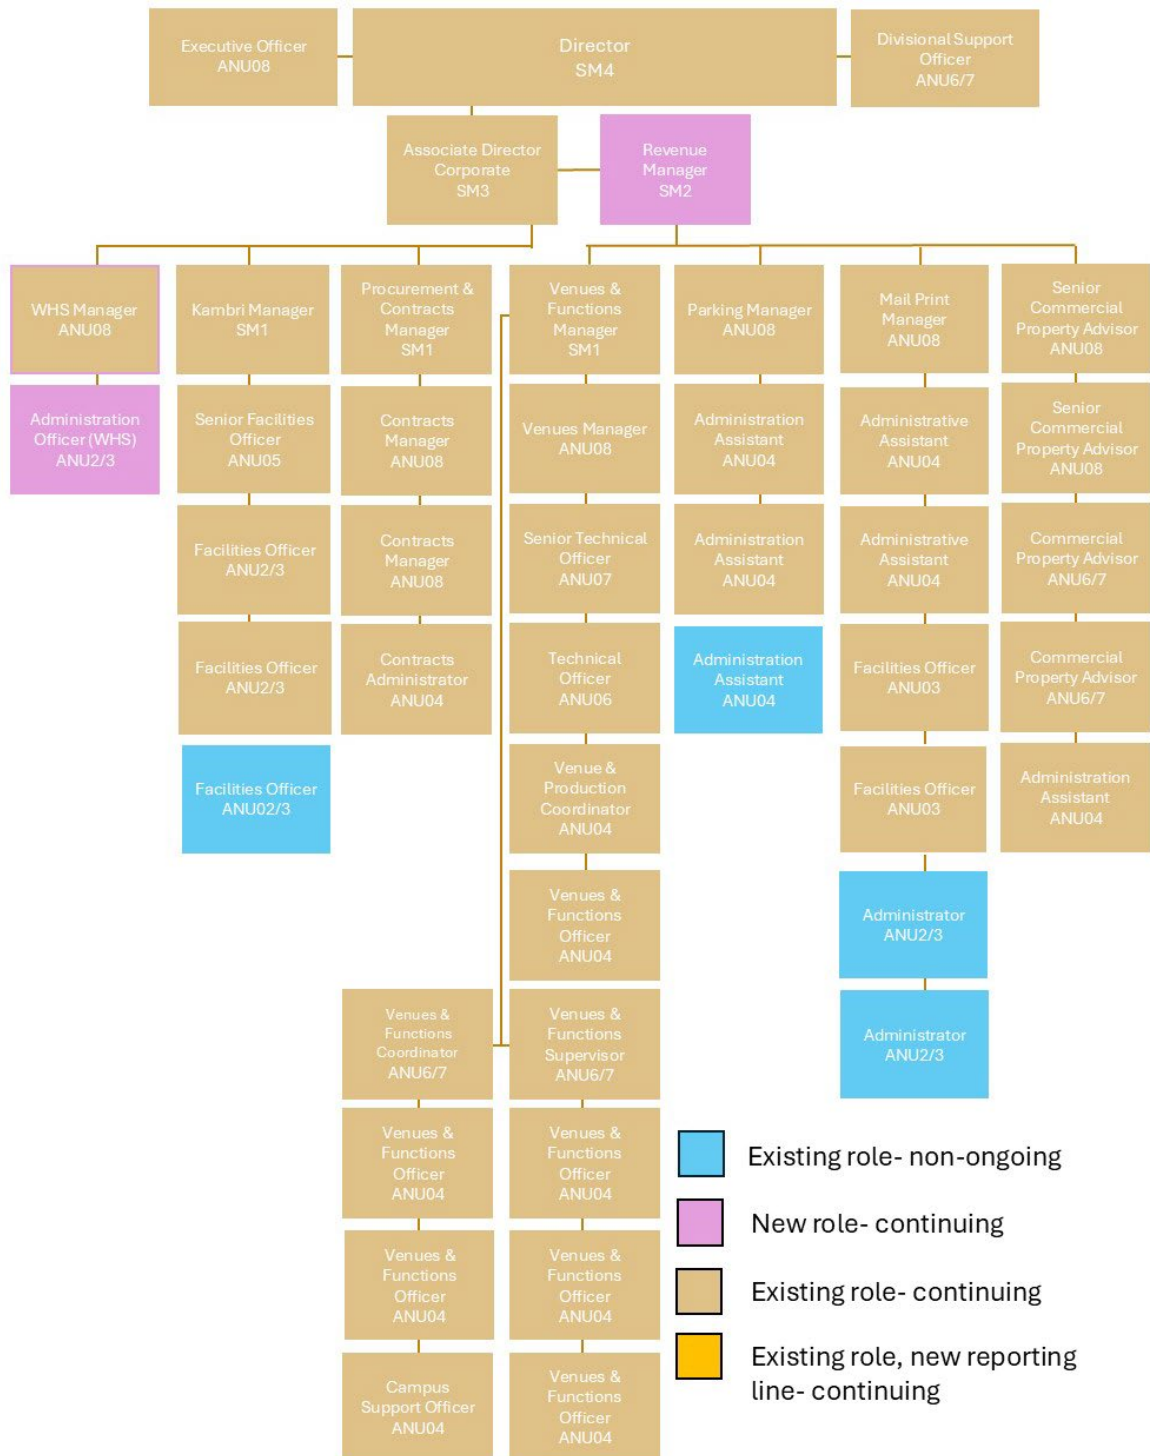 Executive Officer
ANU08
Director
SM4
Divisional Support
Officer
ANU6/7
Associate Director
Corporate
SM3
Revenue
Manager
SM2
WHS Manager
ANU08
Kambri Manager
SM1
Procurement &
Contracts
Manager
SM1
Venues &
Functions
Manager
SM1
Parking Manager
ANU08
Mail Print
Manager
ANU08
Senior
Commercial
Property Advisor
ANU08
Administration
Officer (WHS)
ANU2/3
Senior Facilities
Officer
ANU05
Contracts
Manager
ANU08
Venues Manager
ANU08
Administration
Assistant
ANU04
Administrative
Assistant
ANU04
Senior
Commercial
Property Advisor
ANU08
Facilities Officer
ANU2/3
Contracts
Manager
ANU08
Senior Technical
Officer
ANU07
Administration
Assistant
ANU04
Administrative
Assistant
ANU04
Commercial
Property Advisor
ANU6/7
Facilities Officer
ANU2/3
Contracts
Administrator
ANU04
Technical
Officer
ANU06
Administration
Assistant
ANU04
Facilities Officer
ANU03
Commercial
Property Advisor
ANU6/7
Facilities Officer
ANU02/3
Venue &
Production
Coordinator
ANU04
Facilities Officer
ANU03
Administration
Assistant
ANU04
Venues &
Functions
Officer
ANU04
Administrator
ANU2/3
Venues &
Functions
Coordinator
ANU6/7
Venues &
Functions
Supervisor
ANU6/7
Administrator
ANU2/3
Venues &
Functions
Officer
ANU04
Venues &
Functions
Officer
ANU04
Venues &
Functions
Officer
ANU04
Venues &
Functions
Officer
ANU04
Campus
Support Officer
ANU04
Venues &
Functions
Officer
ANU04
Existing role- non-ongoing
New role- continuing
Existing role- continuing
Existing role, new reporting
line- continuing